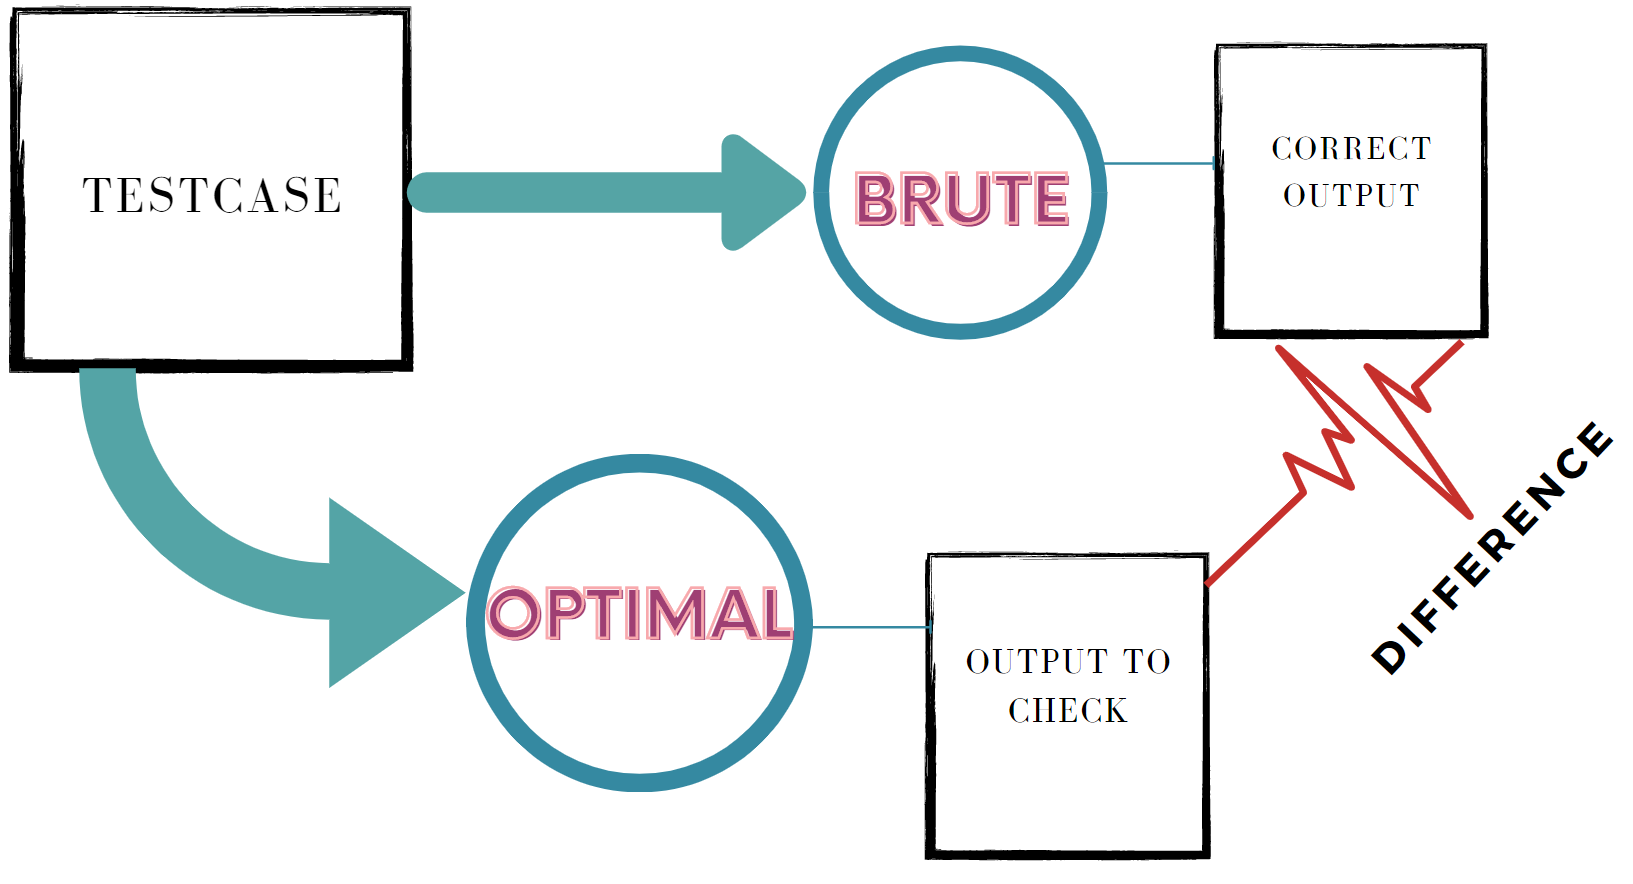 TESTCASE
BRUTE
CORRECT
OUTPUT
OPTIMAL
OUTPUT TO
CHECK
DIFFERENCE